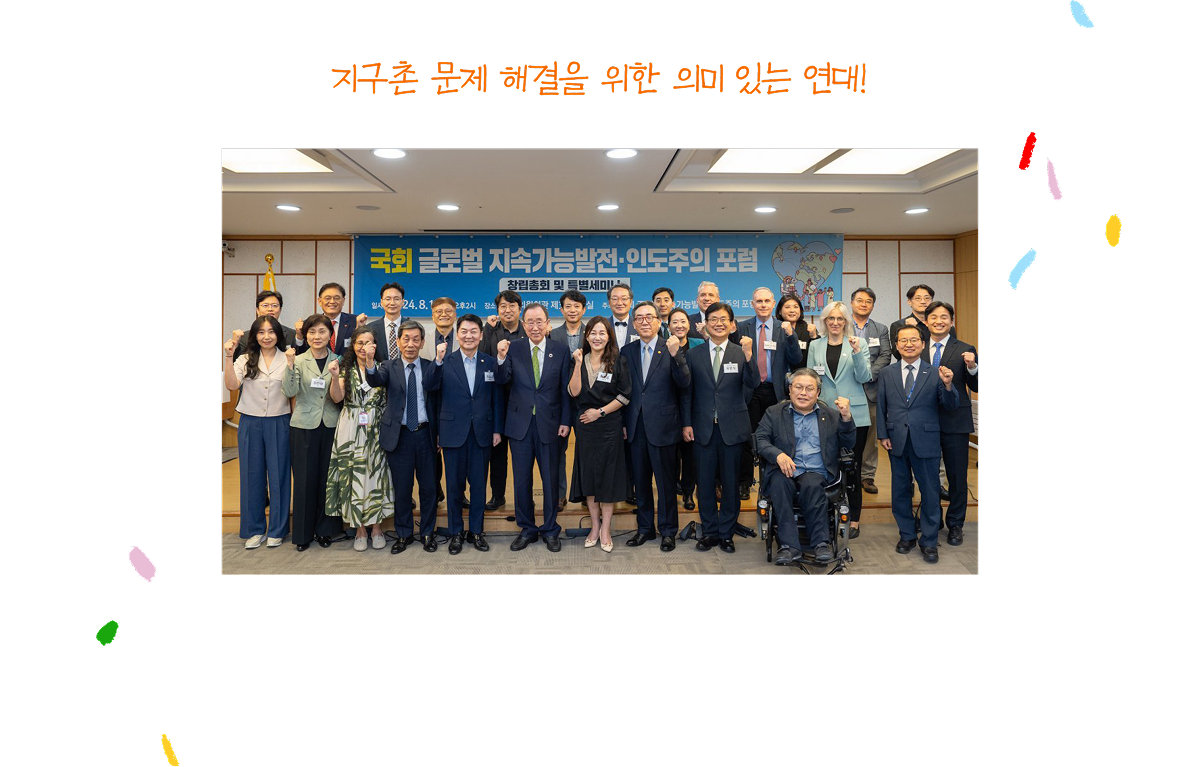 지구촌 문제 해결을 위한 의미 있는 연대!
국회 글로벌 지속가능발전·인도주의 포럼
창립총회 및 특별세미나